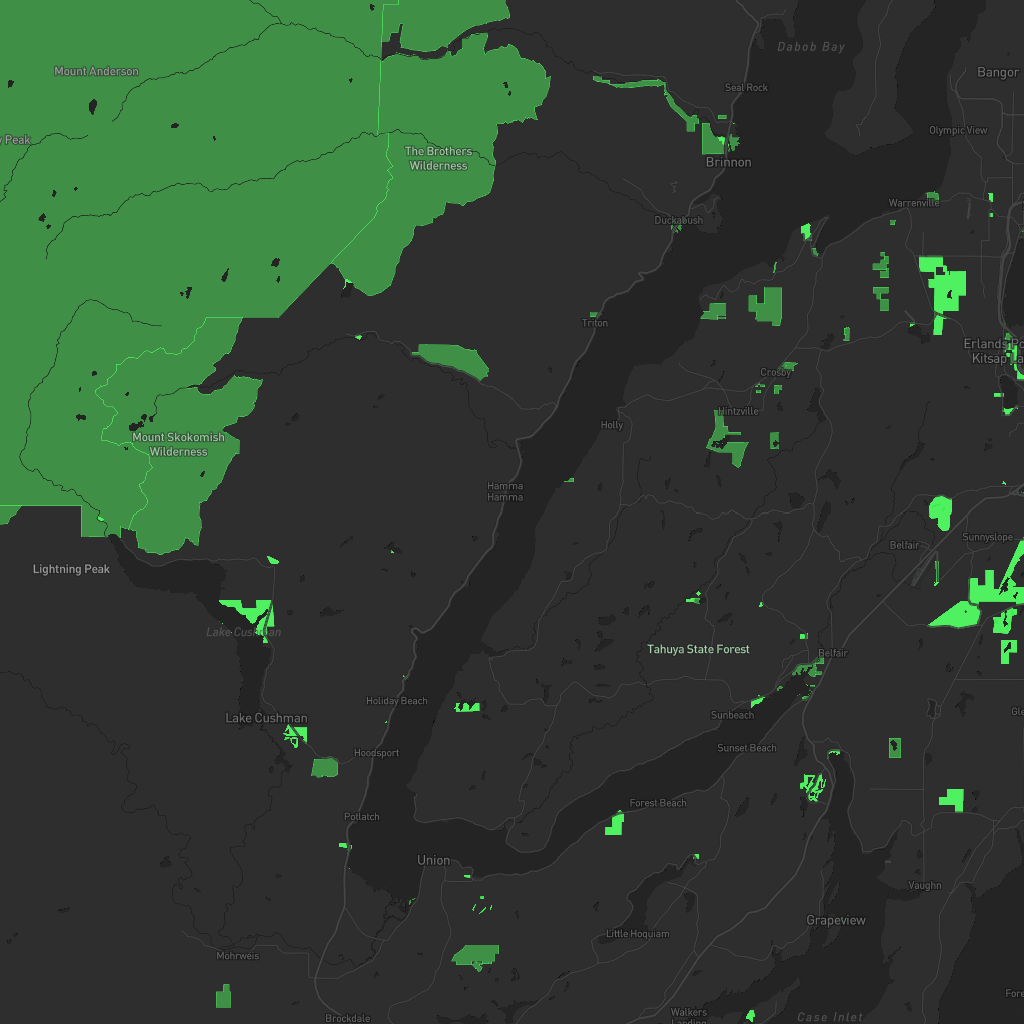 Dabob Bay
Mount Anderson
Bangor
Seal Rock
Olympic View
Peak
The Brothers
Wilderness
Brinnon
Warrenville
Duckabush
Triton
Erlands
Kitsap
Crosby
Hintzville
Holly
Mount Skokomish
Wilderness
Hamma
Hamma
Sunnyslope
Belfair
Lightning Peak
Lake Cushman
Tahuya State Forest
Belfair
Holiday Beach
Sunbeach
Lake Cushman
Sunset Beach
Hoodsport
Forest Beach
Potlatch
Union
Vaughn
Grapeview
Little Hoquiam
Mohrweis
Walkers
Landing
Case Inlet
Brockdale